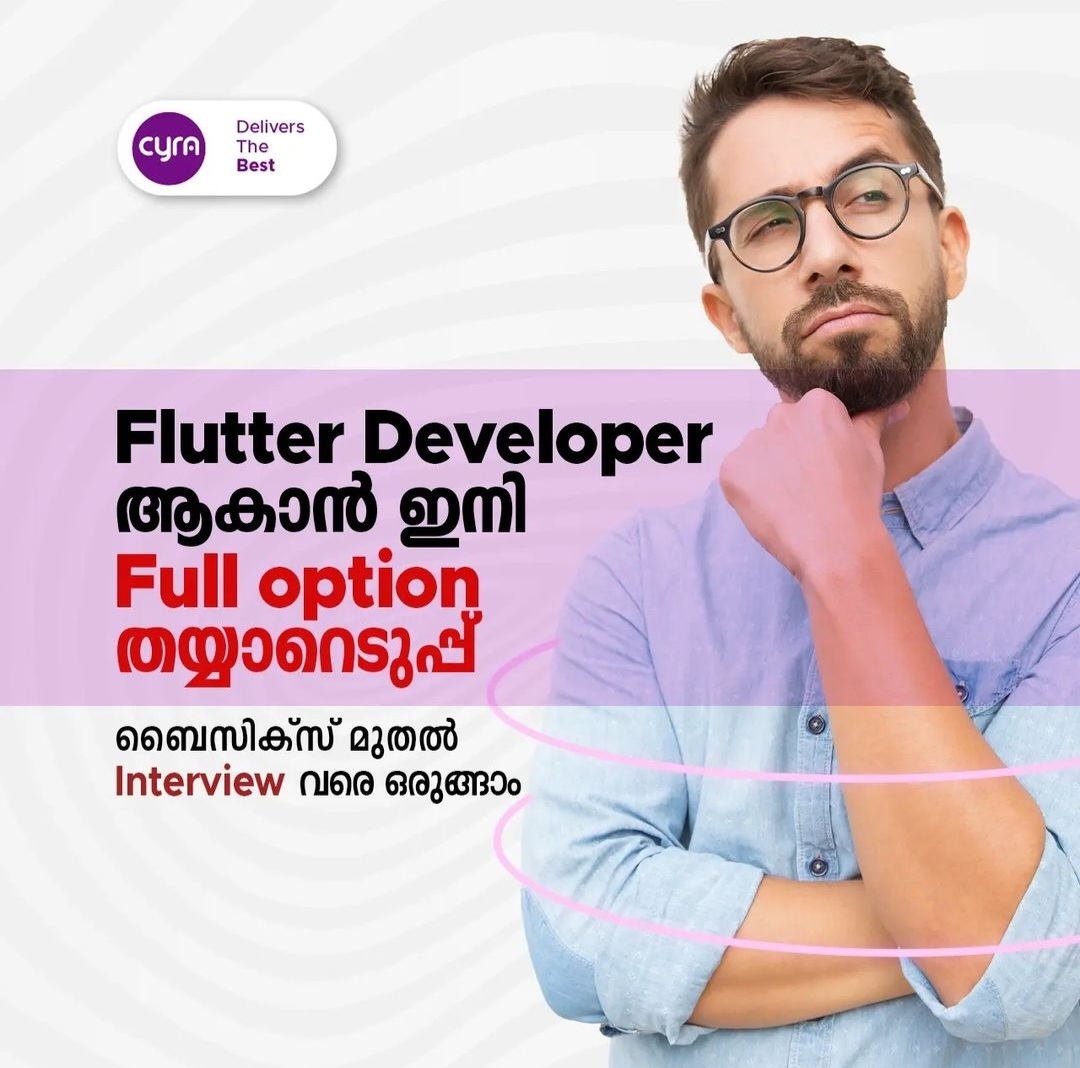 cyra
Delivers
The
Best
Flutter Developer
ആകാൻ ഇനി
Full option
തയ്യാറെടുപ്പ്
ബൈസിക്സ് മുതൽ
Interview വരെ ഒരുങ്ങാം